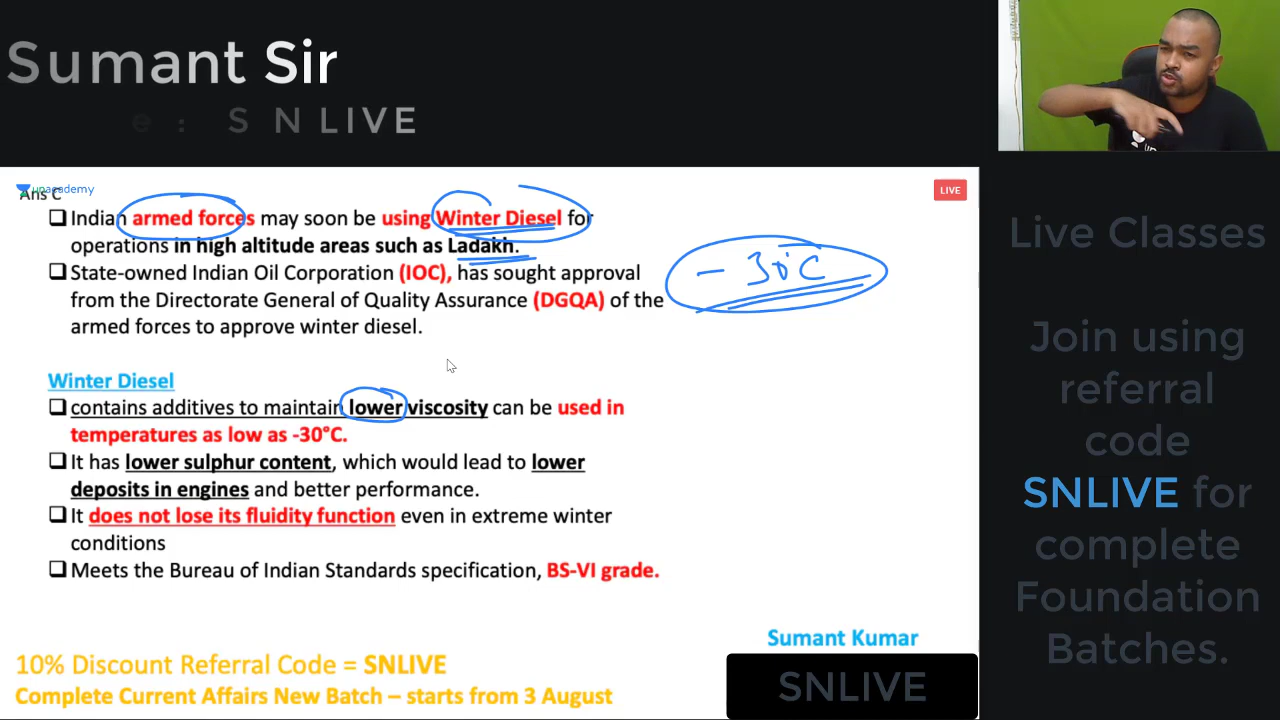 Sumant Sir
e : S N LIVE
unacademy
Ans C
LIVE
❑ Indian armed forces may soon be using Winter Diesel for
operations in high altitude areas such as Ladakh.
❑ State-owned Indian Oil Corporation (IOC), has sought approval
from the Directorate General of Quality Assurance (DGQA) of the
armed forces to approve winter diesel.
- 30°C
Winter Diesel
❑ contains additives to maintain lower viscosity can be used in
temperatures as low as -30°C.
❑ It has lower sulphur content, which would lead to lower
deposits in engines and better performance.
❑ It does not lose its fluidity function even in extreme winter
conditions
❑ Meets the Bureau of Indian Standards specification, BS-VI grade.
Sumant Kumar
SNLIVE
10% Discount Referral Code = SNLIVE
Complete Current Affairs New Batch – starts from 3 August
Live Classes
Join using
referral
code
SNLIVE for
complete
Foundation
Batches.